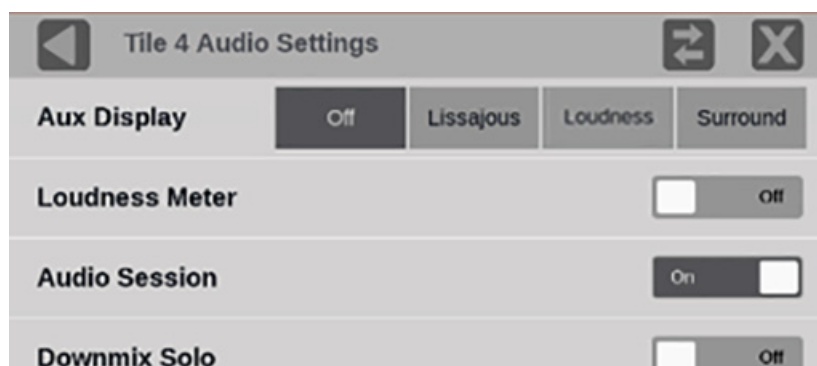 Tile 4 Audio Settings
Aux Display Off Lissajous Loudness Surround
Loudness Meter Off
Audio Session On
Downmix Solo Off